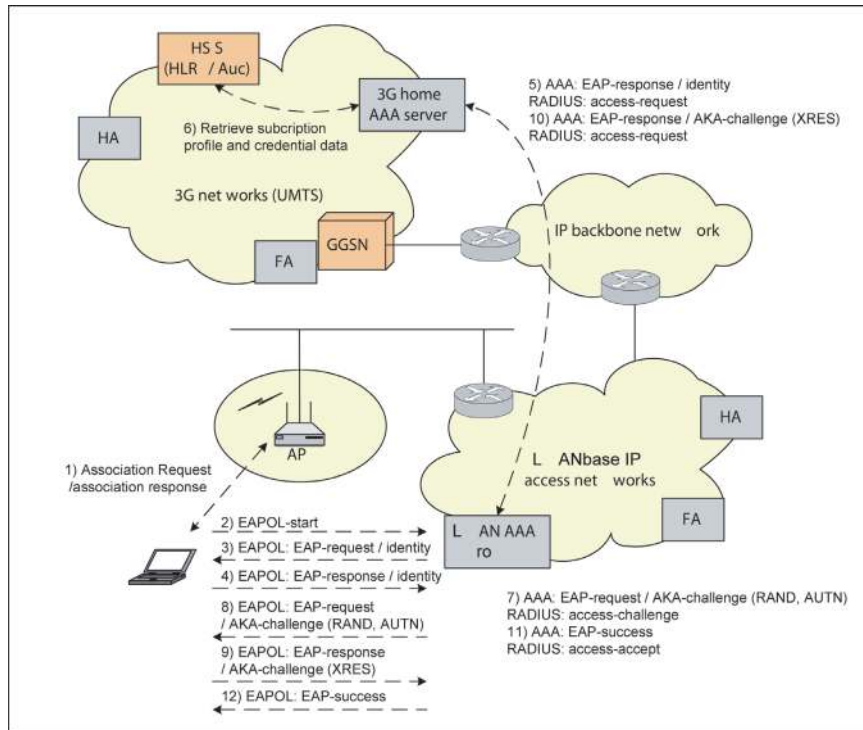 HS S
(HLR / Auc)
3G home
AAA server
HA
6) Retrieve subcription
profile and credential data
3G net works (UMTS)
FA
GGSN
5) AAA: EAP-response / identity
RADIUS: access-request
10) AAA: EAP-response / AKA-challenge (XRES)
RADIUS: access-request
IP backbone netw ork
AP
1) Association Request
/association response
HA
L ANbase IP
access net works
FA
L AN AAA
ro
2) EAPOL-start
3) EAPOL: EAP-request / identity
4) EAPOL: EAP-response / identity
8) EAPOL: EAP-request
/ AKA-challenge (RAND, AUTN)
9) EAPOL: EAP-response
/ AKA-challenge (XRES)
12) EAPOL: EAP-success
7) AAA: EAP-request / AKA-challenge (RAND, AUTN)
RADIUS: access-challenge
11) AAA: EAP-success
RADIUS: access-accept